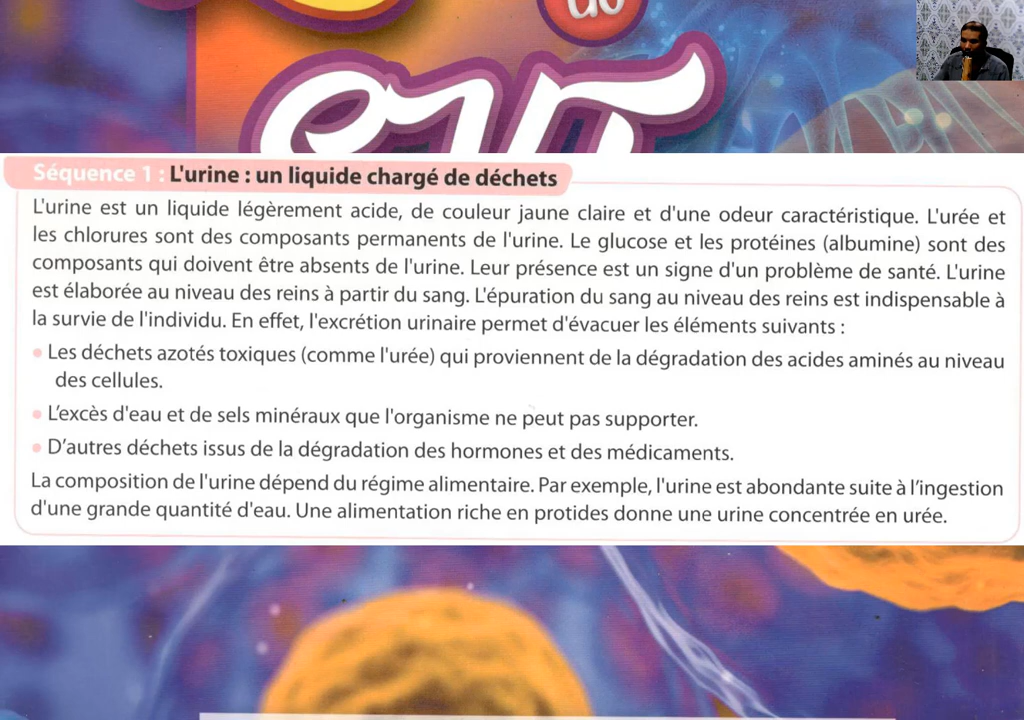 Séquence 1 : L'urine : un liquide chargé de déchets
L'urine est un liquide légèrement acide, de couleur jaune claire et d'une odeur caractéristique. L'urée et
les chlorures sont des composants permanents de l'urine. Le glucose et les protéines (albumine) sont des
composants qui doivent être absents de l'urine. Leur présence est un signe d'un problème de santé. L'urine
est élaborée au niveau des reins à partir du sang. L'épuration du sang au niveau des reins est indispensable à
la survie de l'individu. En effet, l'excrétion urinaire permet d'évacuer les éléments suivants :
• Les déchets azotés toxiques (comme l'urée) qui proviennent de la dégradation des acides aminés au niveau
des cellules.
• L'excès d'eau et de sels minéraux que l'organisme ne peut pas supporter.
• D'autres déchets issus de la dégradation des hormones et des médicaments.
La composition de l'urine dépend du régime alimentaire. Par exemple, l'urine est abondante suite à l'ingestion
d'une grande quantité d'eau. Une alimentation riche en protides donne une urine concentrée en urée.